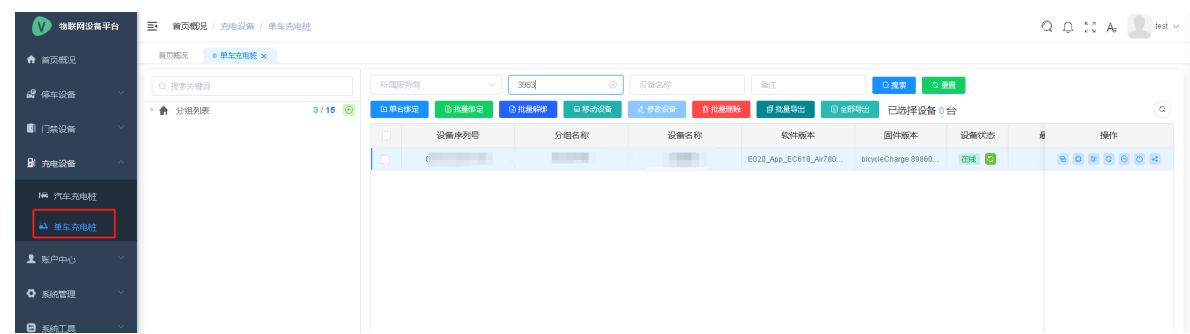 物联网设备平台
首页概况 / 充电设备 / 单车充电桩
test
首页概况
单车充电桩 ×
首页概况
停车设备
门禁设备
充电设备
汽车充电桩
单车充电桩
账户中心
系统管理
系统工具
搜索关键词
分组列表 3 / 15
所属服务商 3983 设备名称 备注 搜索 重置
单台绑定 批量绑定 批量解绑 移动设备 修改设备 批量删除 批量导出 全部导出 已选择设备 0 台
设备序列号 分组名称 设备名称 软件版本 固件版本 设备状态 操作
E020_App_EC618_Air780... bicycleCharge 89860... 在线